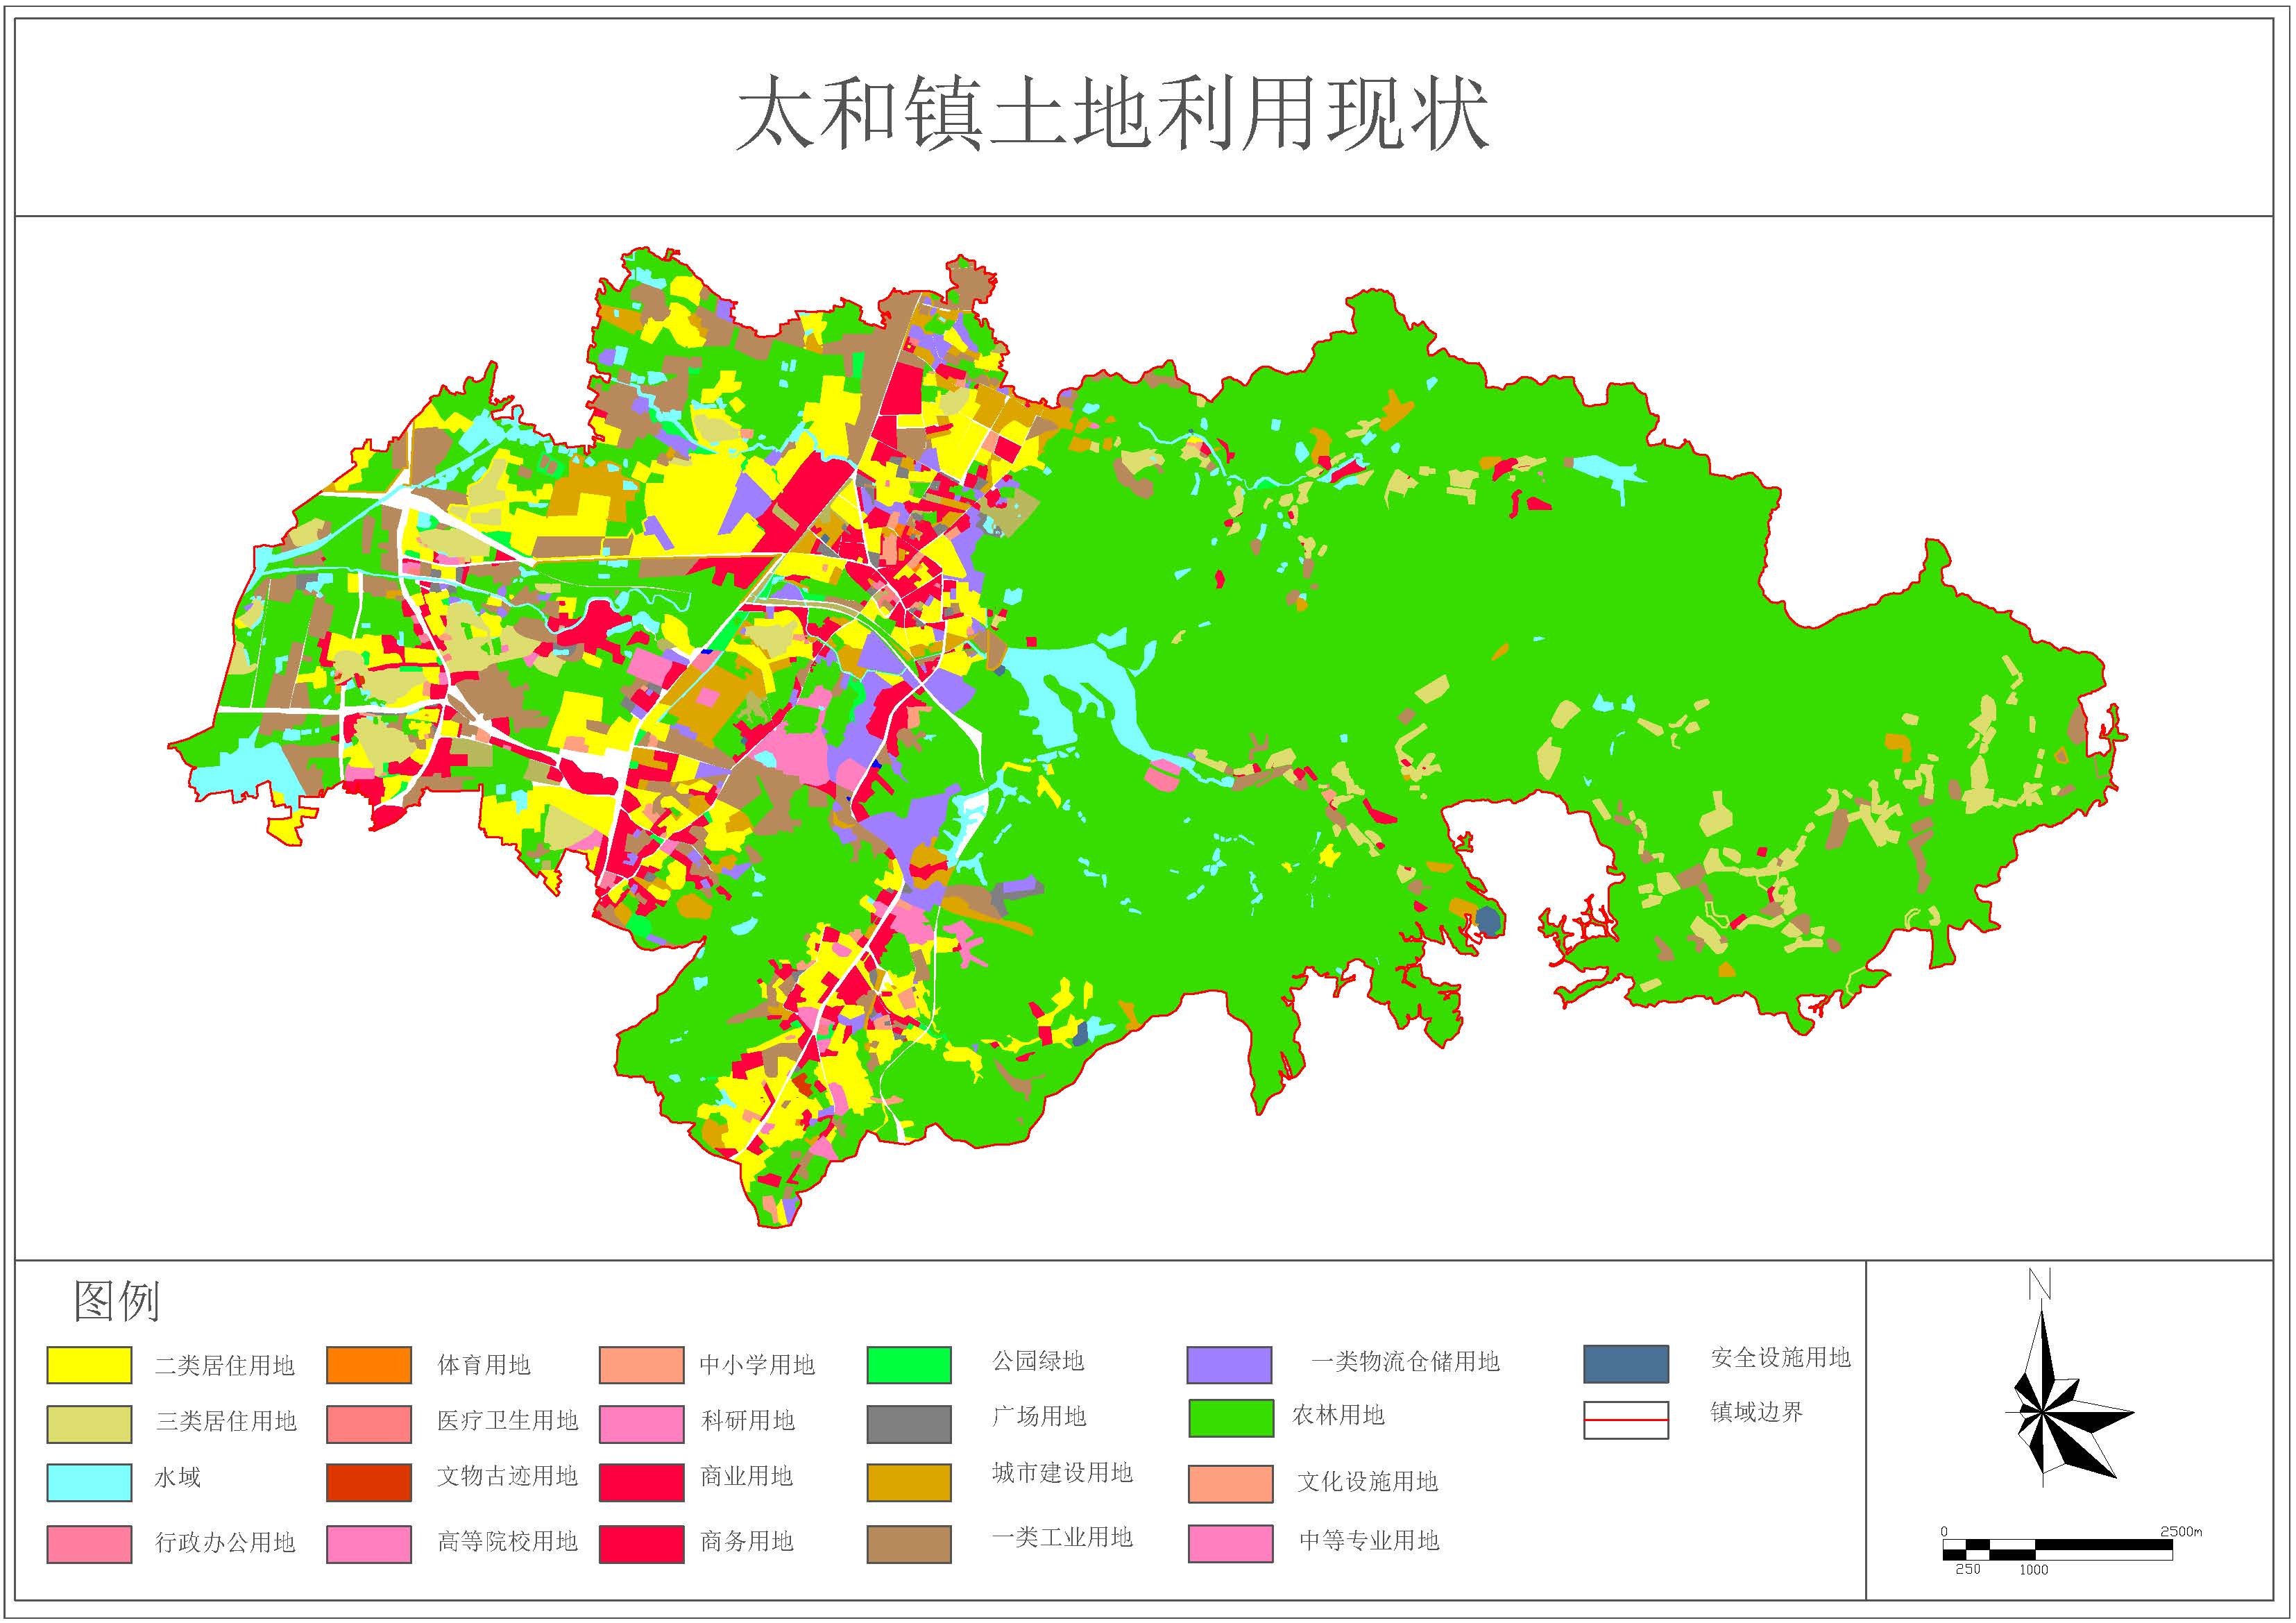 太和镇土地利用现状
图例
二类居住用地
体育用地
中小学用地
公园绿地
一类物流仓储用地
安全设施用地
三类居住用地
医疗卫生用地
科研用地
广场用地
农林用地
镇域边界
水域
文物古迹用地
商业用地
城市建设用地
文化设施用地
行政办公用地
高等院校用地
商务用地
一类工业用地
中等专业用地
N
0
2500m
250
1000